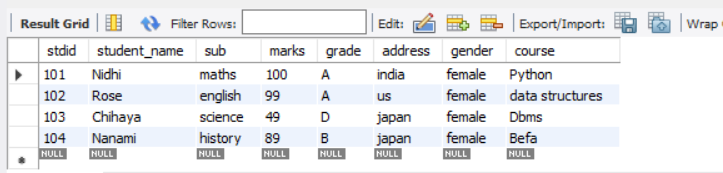 Result Grid Filter Rows: Edit: Export/Import: Wrap
stdid student_name sub marks grade address gender course
101 Nidhi maths 100 A india female Python
102 Rose english 99 A us female data structures
103 Chihaya science 49 D japan female Dbms
104 Nanami history 89 B japan female Befa
NULL NULL NULL NULL NULL NULL NULL NULL